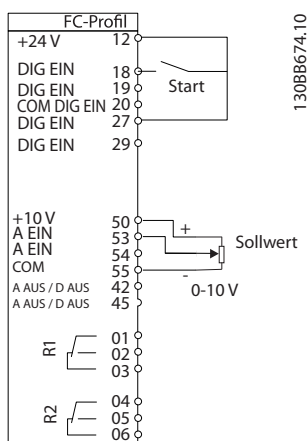 FC-Profil
+24 V 12
DIG EIN 18
DIG EIN 19
COM DIG EIN 20
DIG EIN 27
DIG EIN 29
Start
+10 V 50
A EIN 53
A EIN 54
COM 55
A AUS / D AUS 42
A AUS / D AUS 45
+
Sollwert
-
0-10 V
R1
01
02
03
R2
04
05
06
130BB674.10